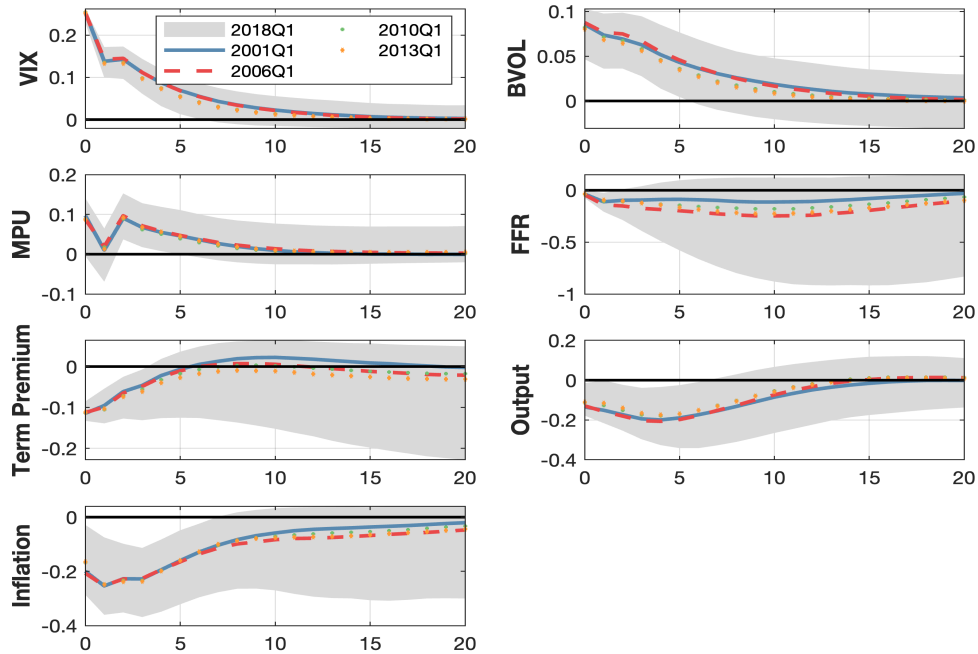 VIX
0.2
0.1
0
0 5 10 15 20
2018Q1
2001Q1
2006Q1
2010Q1
2013Q1
BVOL
0.1
0.05
0
0 5 10 15 20
MPU
0.2
0.1
0
-0.1
0 5 10 15 20
FFR
0
-0.5
-1
0 5 10 15 20
Term Premium
0
-0.1
-0.2
0 5 10 15 20
Output
0.2
0
-0.2
-0.4
0 5 10 15 20
Inflation
0
-0.2
-0.4
0 5 10 15 20